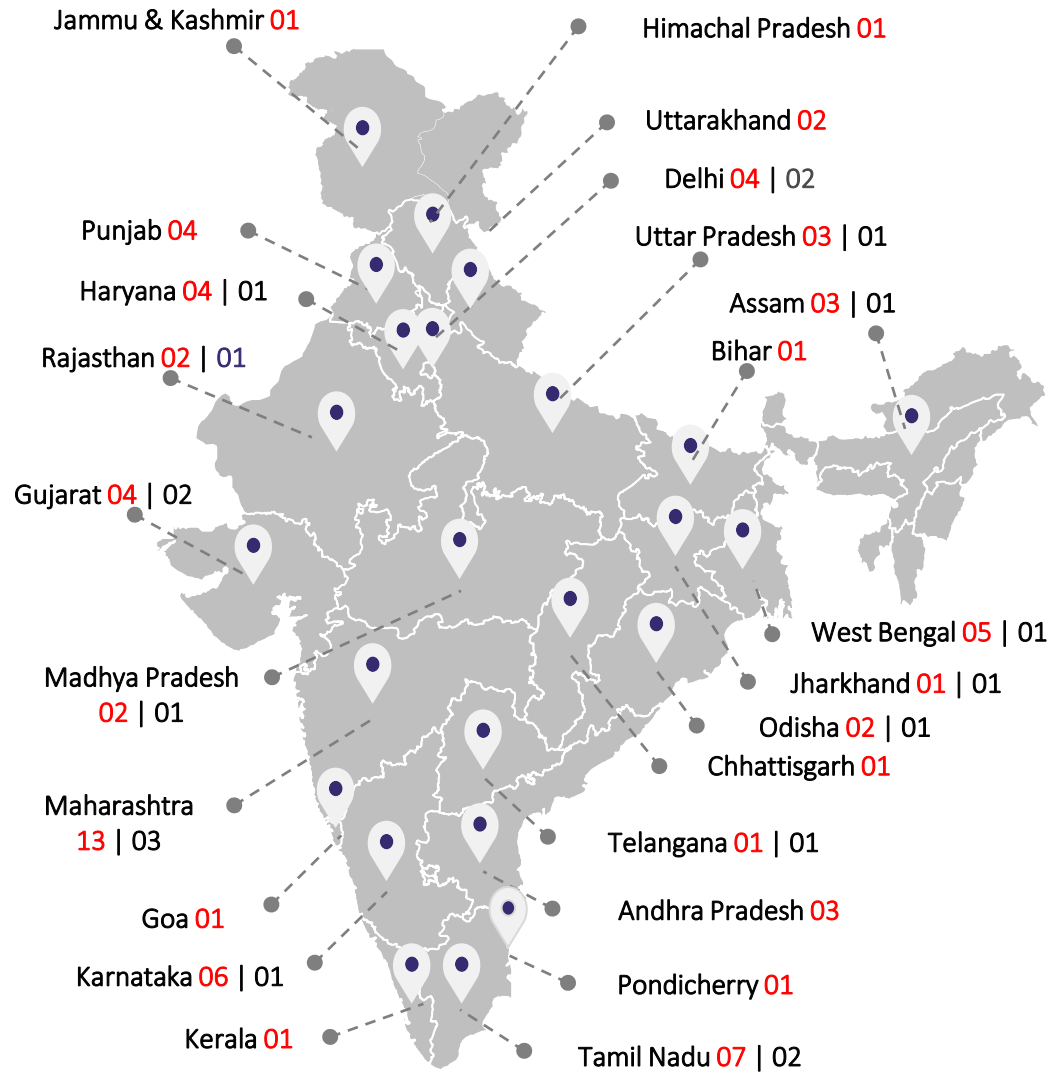 Jammu & Kashmir 01
Himachal Pradesh 01
Uttarakhand 02
Delhi 04 | 02
Punjab 04
Uttar Pradesh 03 | 01
Haryana 04 | 01
Assam 03 | 01
Rajasthan 02 | 01
Bihar 01
Gujarat 04 | 02
West Bengal 05 | 01
Madhya Pradesh
02 | 01
Jharkhand 01 | 01
Odisha 02 | 01
Chhattisgarh 01
Maharashtra
13 | 03
Telangana 01 | 01
Goa 01
Andhra Pradesh 03
Karnataka 06 | 01
Pondicherry 01
Kerala 01
Tamil Nadu 07 | 02